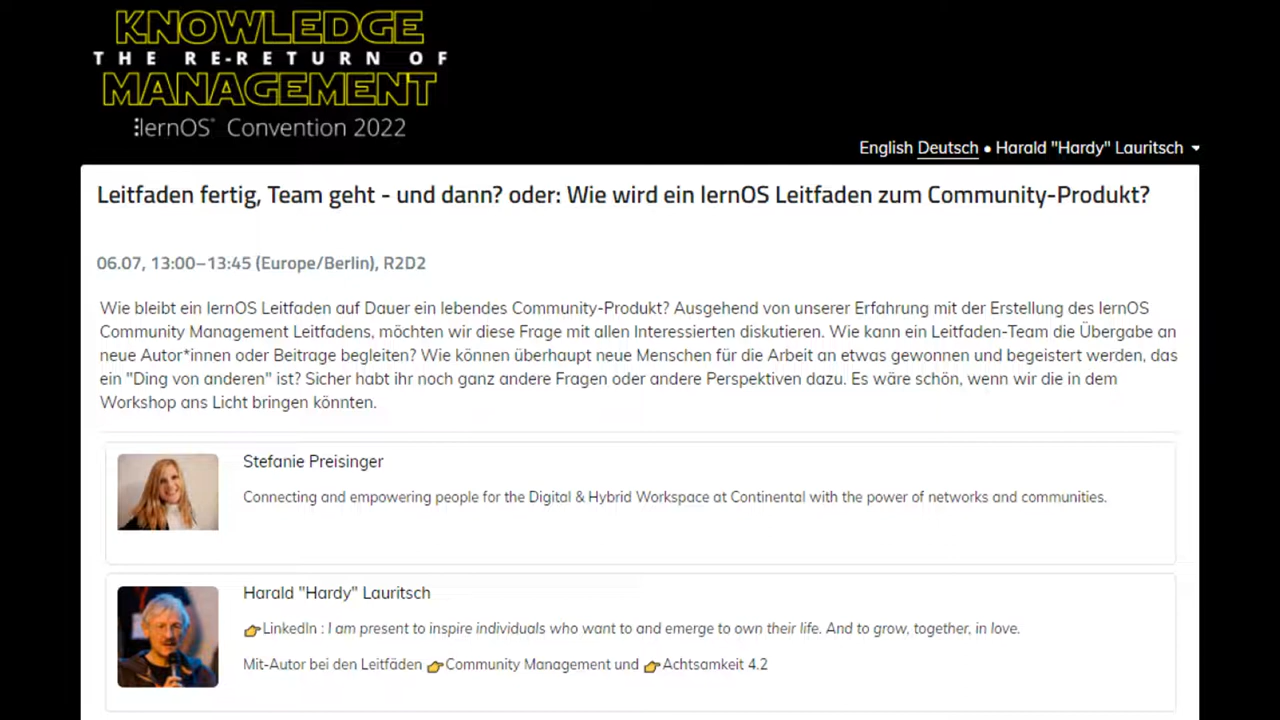 KNOWLEDGE
THE RE-RETURN OF
MANAGEMENT
lernOS® Convention 2022
English Deutsch • Harald "Hardy" Lauritsch
Leitfaden fertig, Team geht - und dann? oder: Wie wird ein lernOS Leitfaden zum Community-Produkt?
06.07, 13:00–13:45 (Europe/Berlin), R2D2
Wie bleibt ein lernOS Leitfaden auf Dauer ein lebendes Community-Produkt? Ausgehend von unserer Erfahrung mit der Erstellung des lernOS
Community Management Leitfadens, möchten wir diese Frage mit allen Interessierten diskutieren. Wie kann ein Leitfaden-Team die Übergabe an
neue Autor*innen oder Beitrage begleiten? Wie können überhaupt neue Menschen für die Arbeit an etwas gewonnen und begeistert werden, das
ein "Ding von anderen" ist? Sicher habt ihr noch ganz andere Fragen oder andere Perspektiven dazu. Es wäre schön, wenn wir die in dem
Workshop ans Licht bringen könnten.
Stefanie Preisinger
Connecting and empowering people for the Digital & Hybrid Workspace at Continental with the power of networks and communities.
Harald "Hardy" Lauritsch
👉LinkedIn : I am present to inspire individuals who want to and emerge to own their life. And to grow, together, in love.
Mit-Autor bei den Leitfäden 👉Community Management und 👉Achtsamkeit 4.2